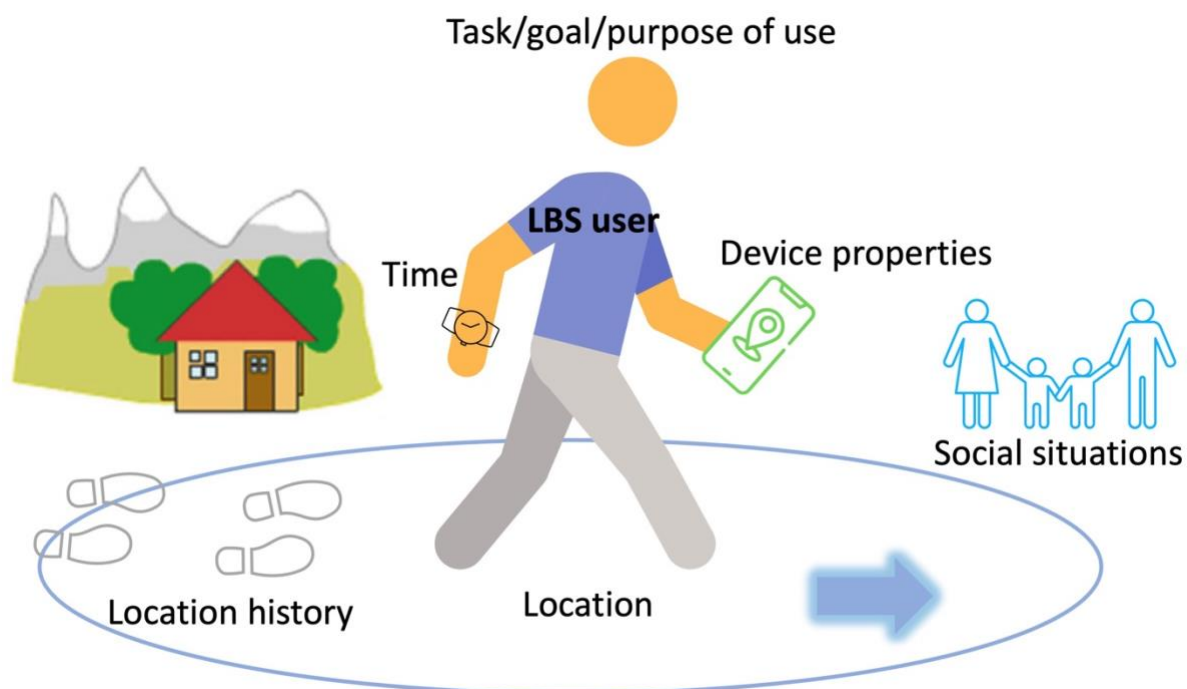 Task/goal/purpose of use
LBS user
Time
Device properties
Social situations
Location history
Location